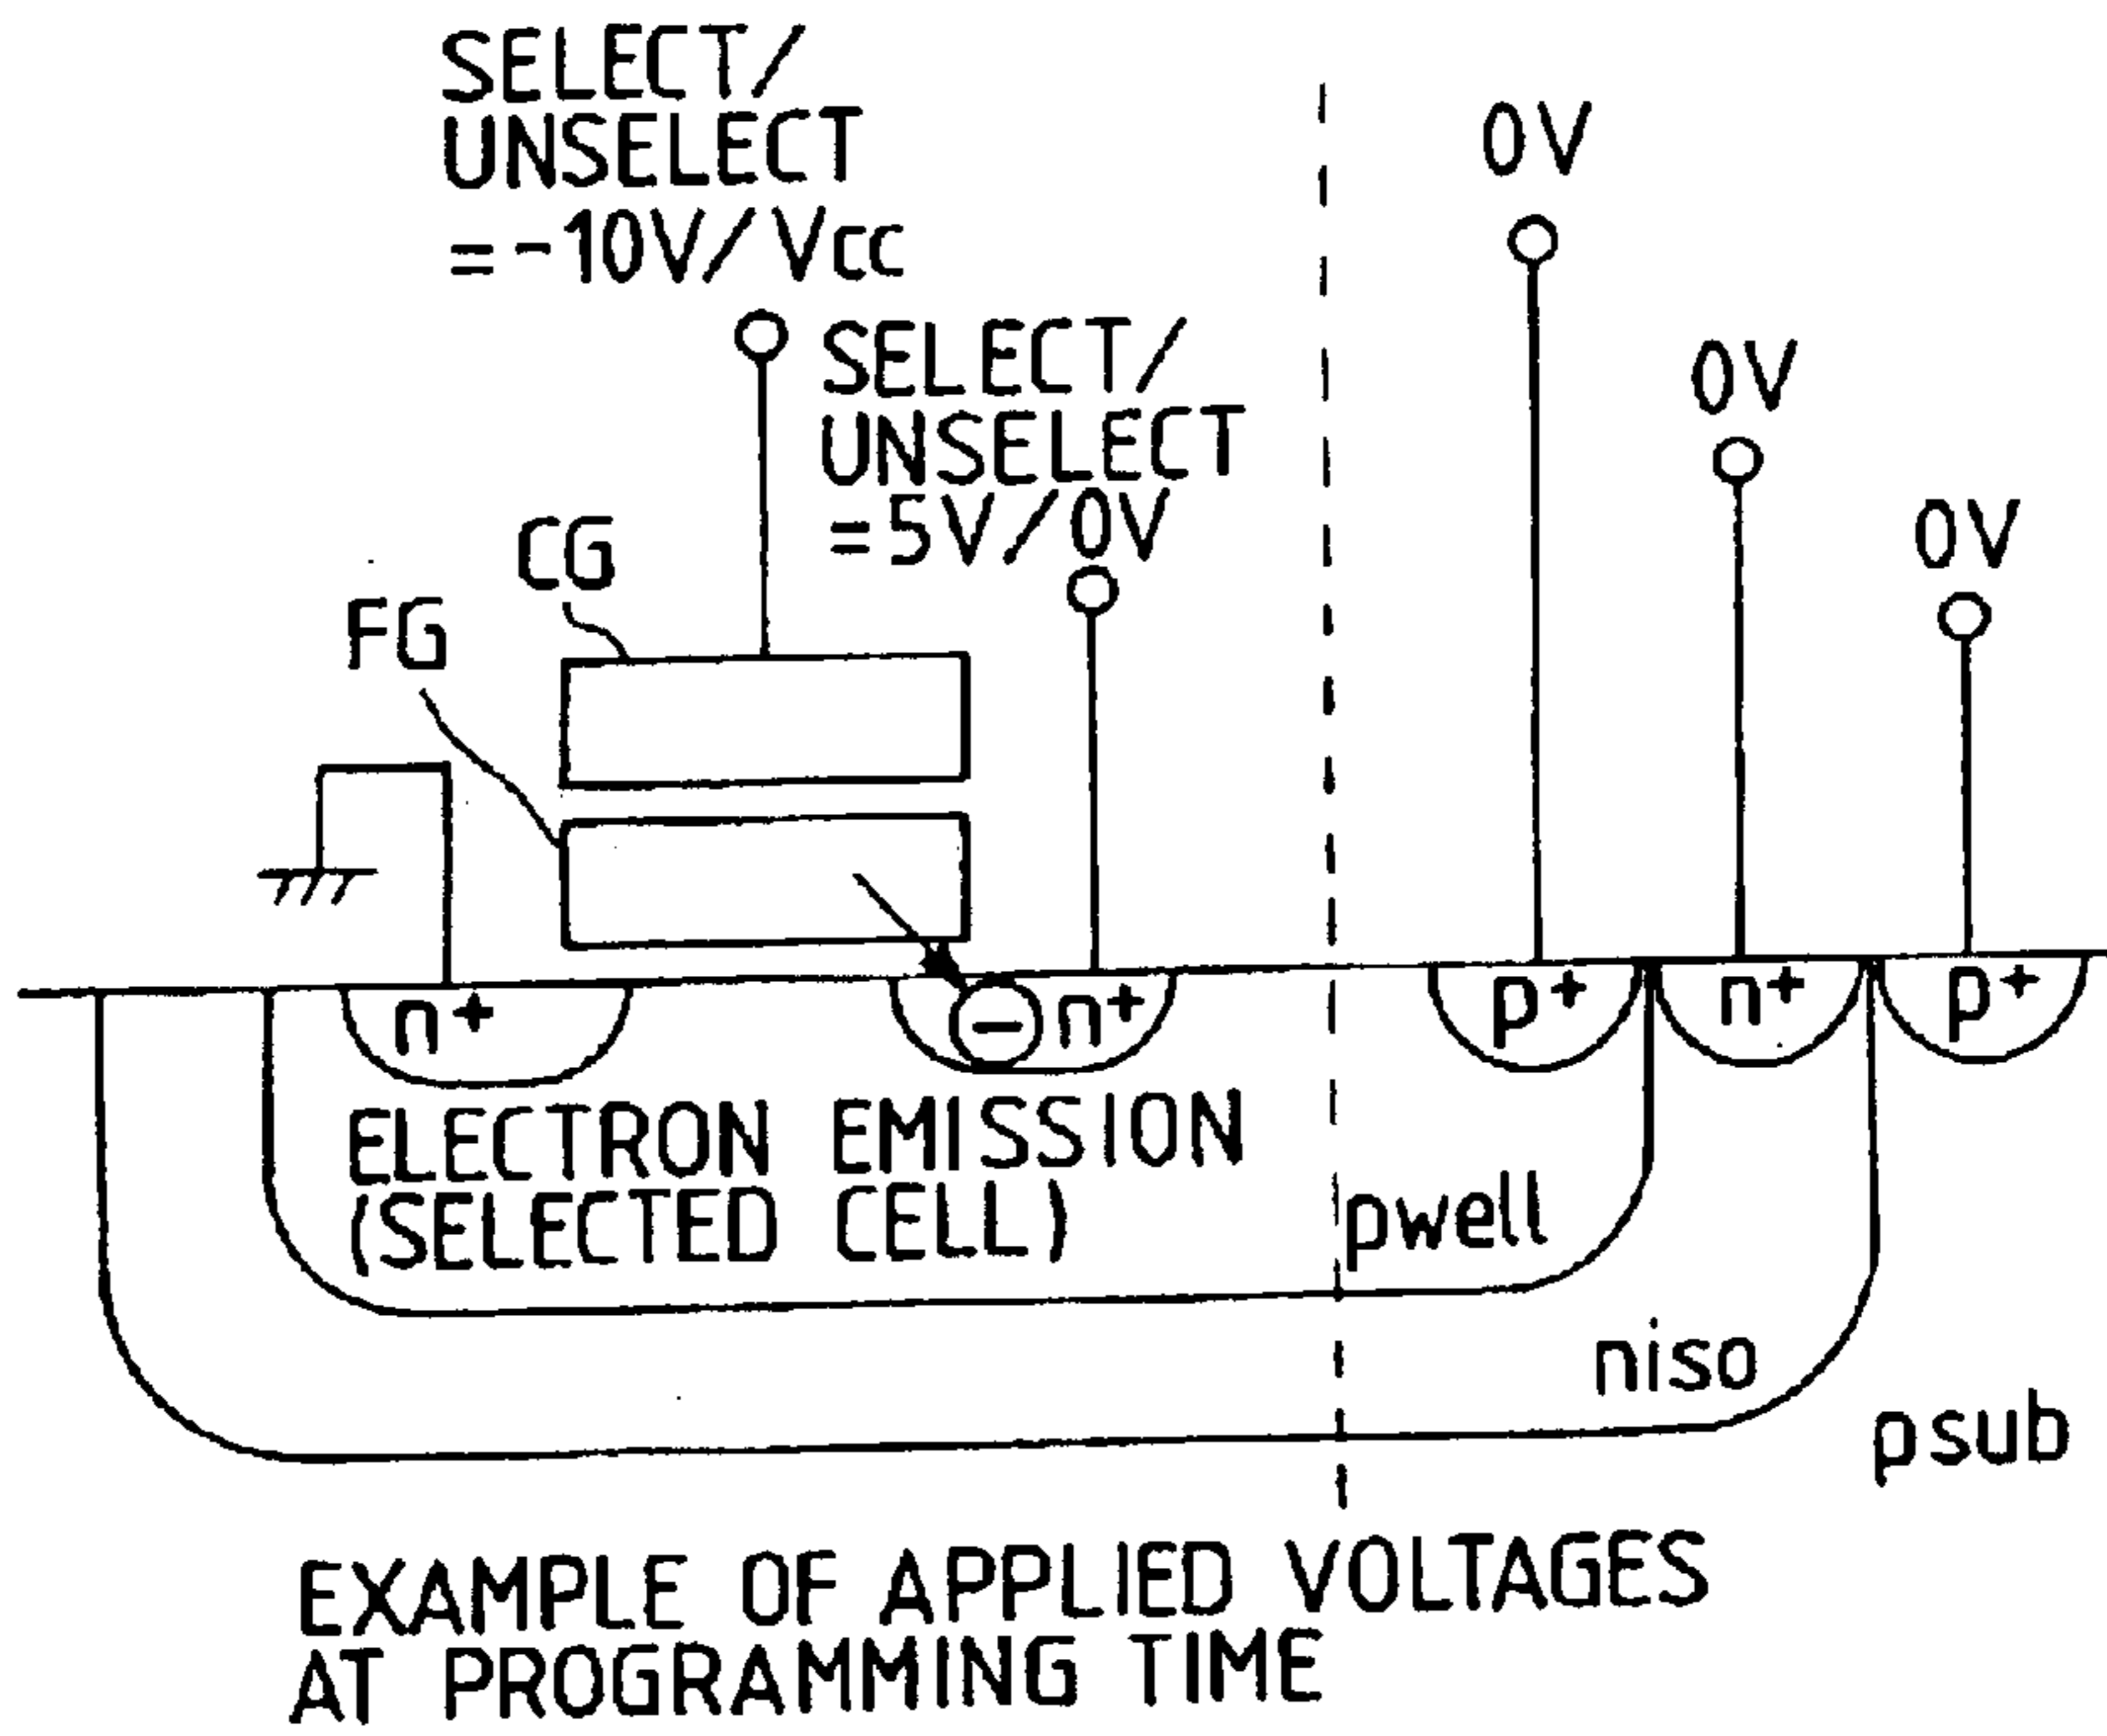 SELECT/
UNSELECT
=-10V/Vcc
SELECT/
UNSELECT
=5V/0V
0V
0V
0V
CG
FG
n+
- n+
p+
n+
p+
ELECTRON EMISSION
(SELECTED CELL)
pwell
niso
psub
EXAMPLE OF APPLIED VOLTAGES
AT PROGRAMMING TIME